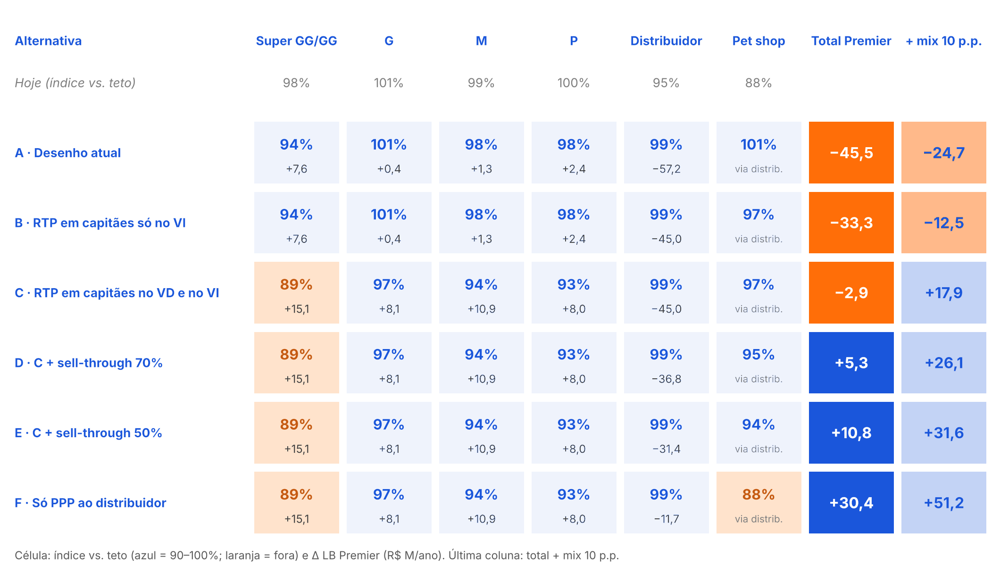 Alternativa Super GG/GG G M P Distribuidor Pet shop Total Premier + mix 10 p.p.
Hoje (índice vs. teto) 98% 101% 99% 100% 95% 88%
94% 101% 98% 98% 99% 101%
A · Desenho atual −45,5 −24,7
+7,6 +0,4 +1,3 +2,4 −57,2 via distrib.
94% 101% 98% 98% 99% 97%
B · RTP em capitães só no VI −33,3 −12,5
+7,6 +0,4 +1,3 +2,4 −45,0 via distrib.
89% 97% 94% 93% 99% 97%
C · RTP em capitães no VD e no VI −2,9 +17,9
+15,1 +8,1 +10,9 +8,0 −45,0 via distrib.
89% 97% 94% 93% 99% 95%
D · C + sell-through 70% +5,3 +26,1
+15,1 +8,1 +10,9 +8,0 −36,8 via distrib.
89% 97% 94% 93% 99% 94%
E · C + sell-through 50% +10,8 +31,6
+15,1 +8,1 +10,9 +8,0 −31,4 via distrib.
89% 97% 94% 93% 99% 88%
F · Só PPP ao distribuidor +30,4 +51,2
+15,1 +8,1 +10,9 +8,0 −11,7 via distrib.
Célula: índice vs. teto (azul = 90–100%; laranja = fora) e Δ LB Premier (R$ M/ano). Última coluna: total + mix 10 p.p.